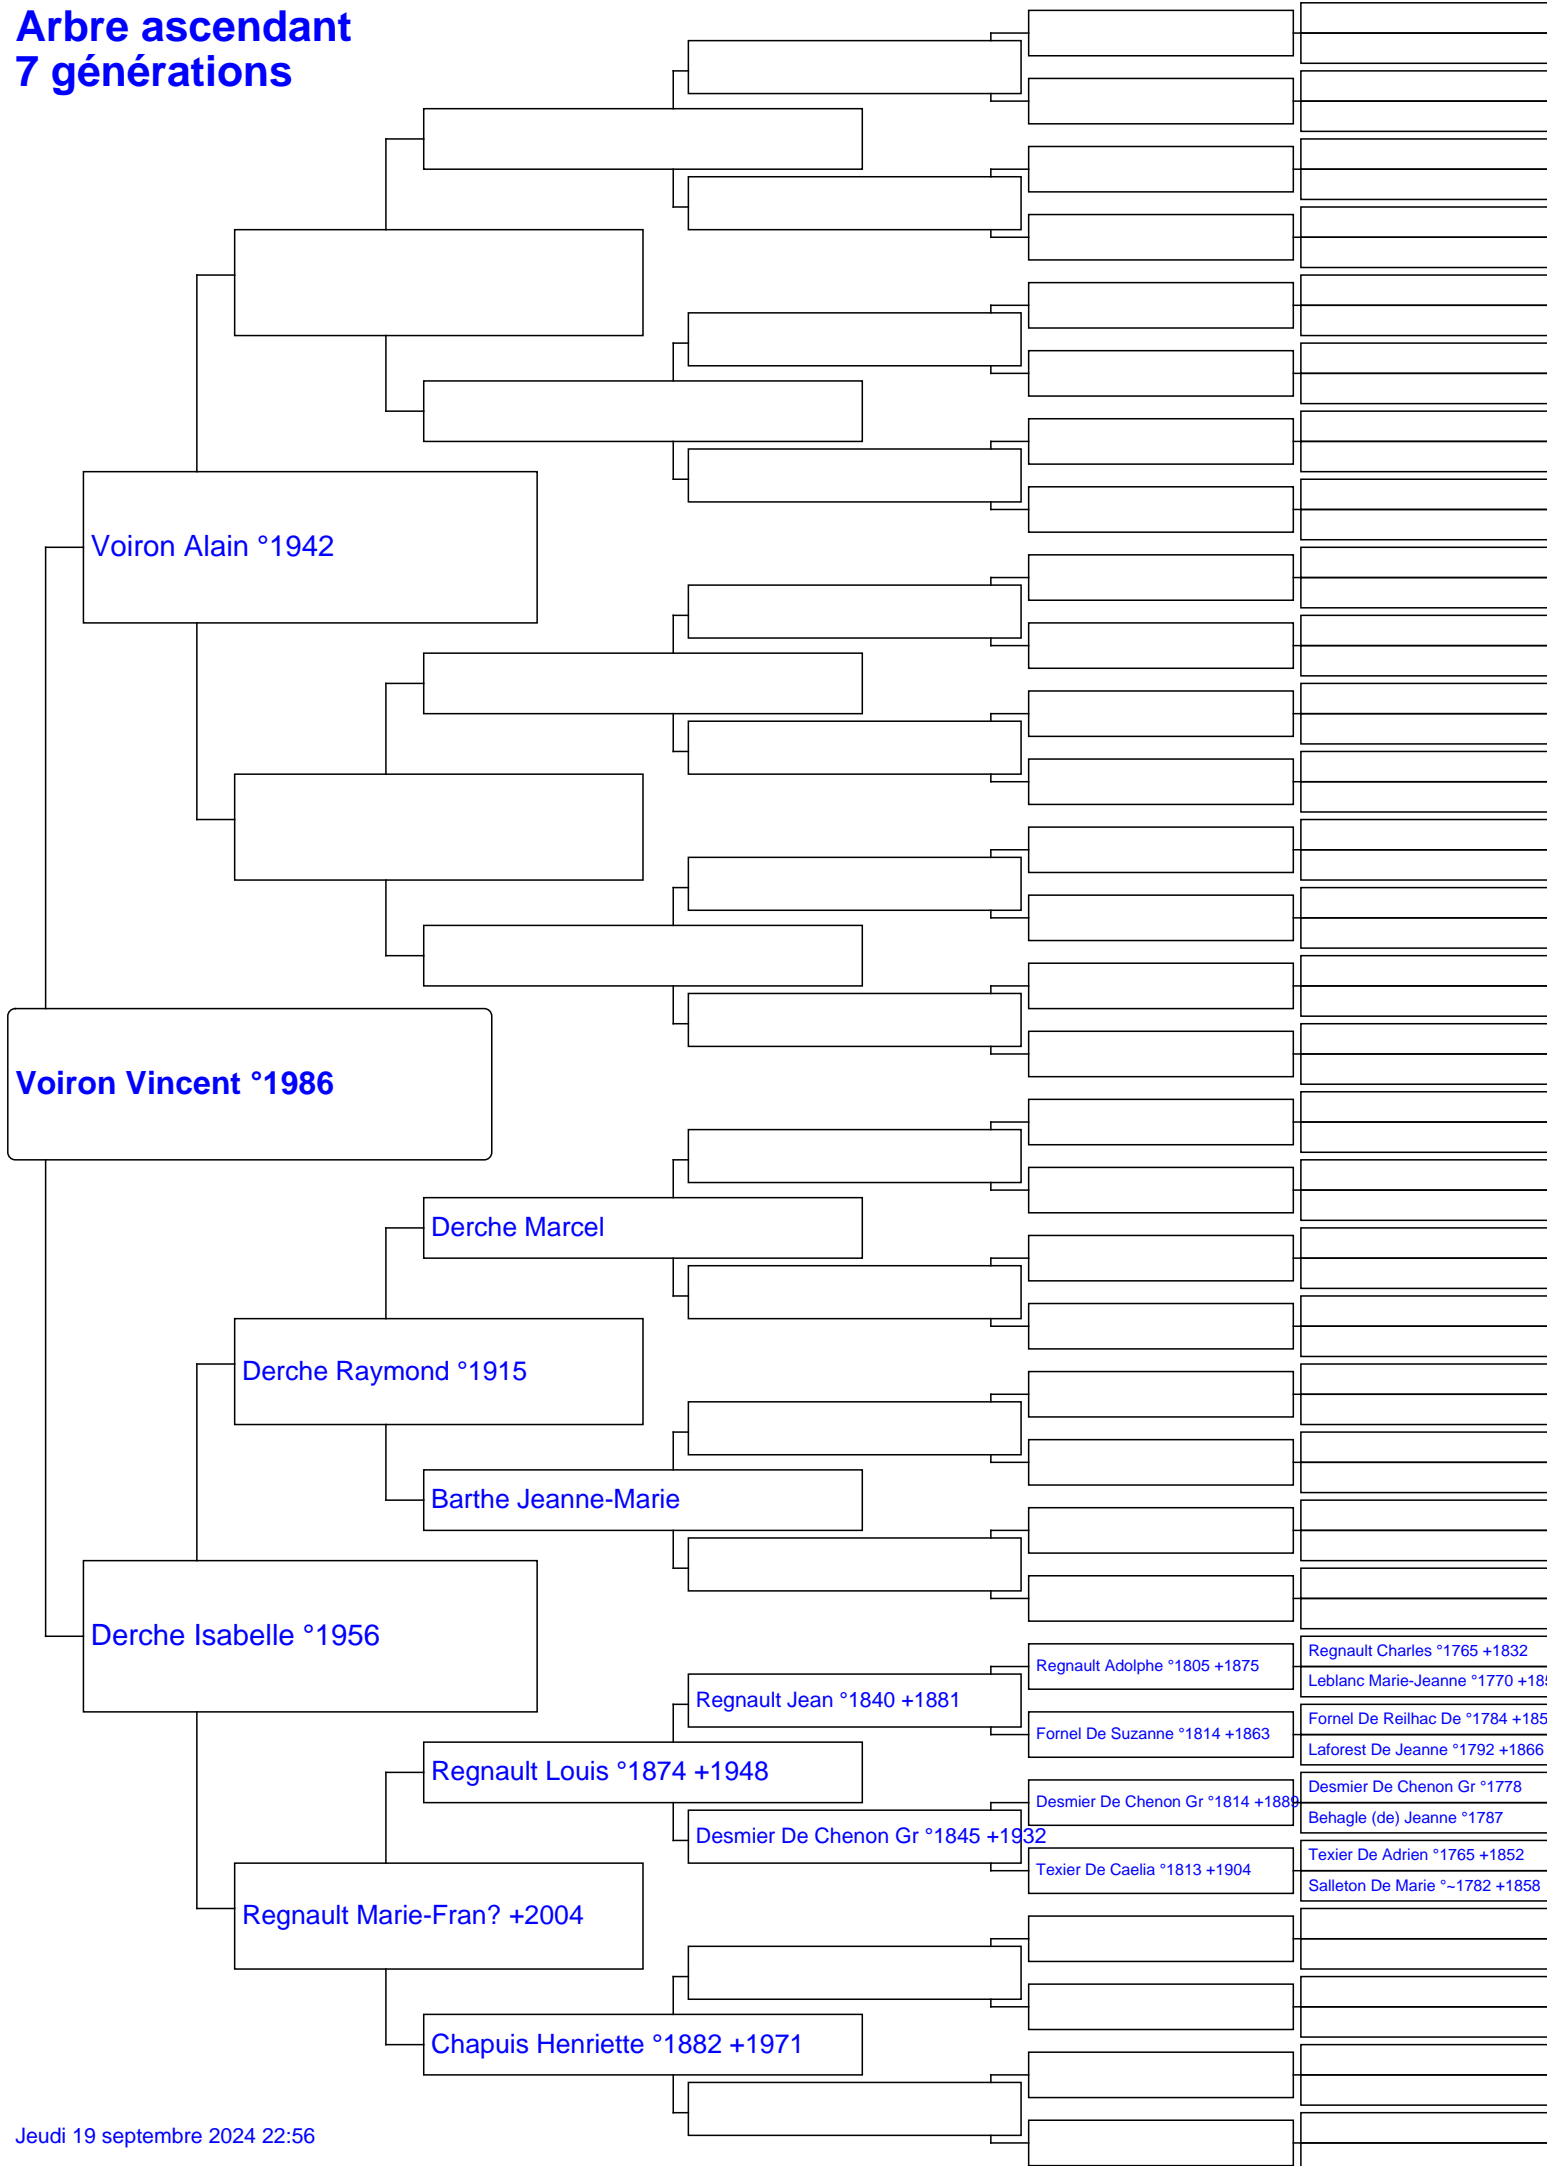 Arbre ascendant
7 générations
Voiron Alain °1942
Voiron Vincent °1986
Derche Marcel
Derche Raymond °1915
Barthe Jeanne-Marie
Derche Isabelle °1956
Regnault Charles °1765 +1832
Regnault Adolphe °1805 +1875
Leblanc Marie-Jeanne °1770 +185
Regnault Jean °1840 +1881
Fornel De Reilhac De °1784 +185
Fornel De Suzanne °1814 +1863
Laforest De Jeanne °1792 +1866
Regnault Louis °1874 +1948
Desmier De Chenon Gr °1778
Desmier De Chenon Gr °1814 +1889
Behagle (de) Jeanne °1787
Desmier De Chenon Gr °1845 +1932
Texier De Adrien °1765 +1852
Texier De Caelia °1813 +1904
Salleton De Marie °~1782 +1858
Regnault Marie-Fran? +2004
Chapuis Henriette °1882 +1971
Jeudi 19 septembre 2024 22:56